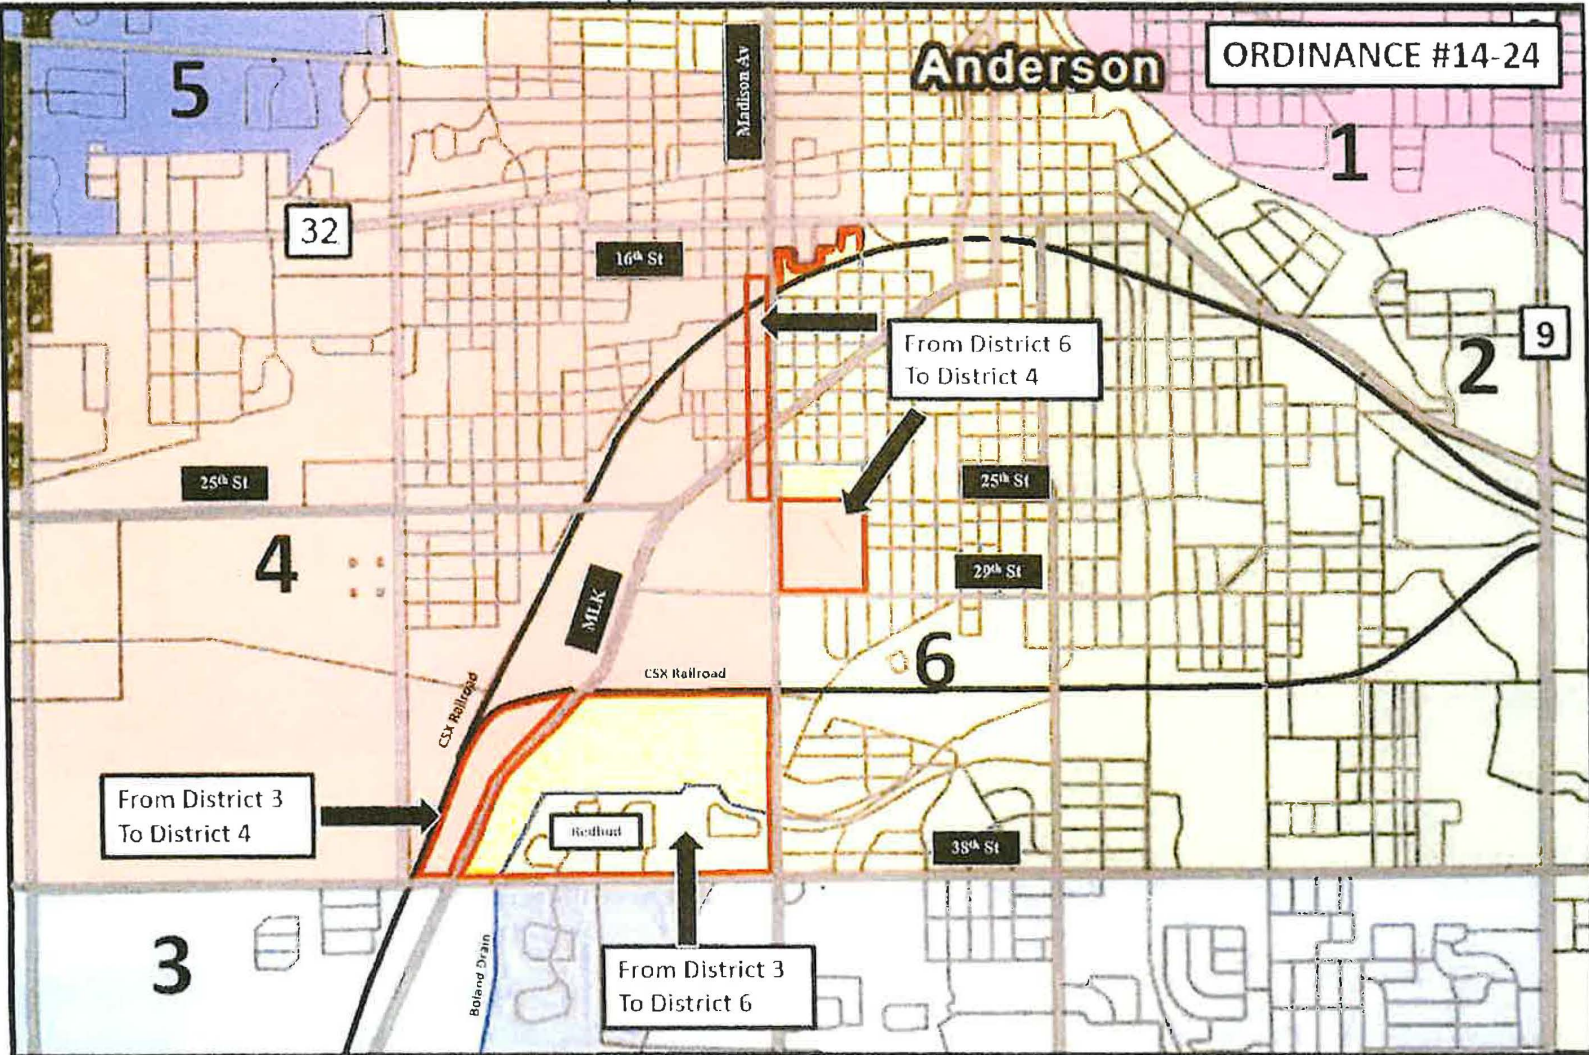 Anderson
ORDINANCE #14-24
5
Madison Av
1
32
16th St
9
From District 6
To District 4
2
25th St
25th St
4
29th St
MLK
6
CSX Railroad
CSX Railroad
From District 3
To District 4
Redbud
38th St
3
Boland Drain
From District 3
To District 6